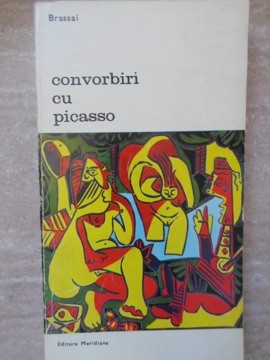 Brassaï
convorbiri
cu
picasso
Editura Meridiane